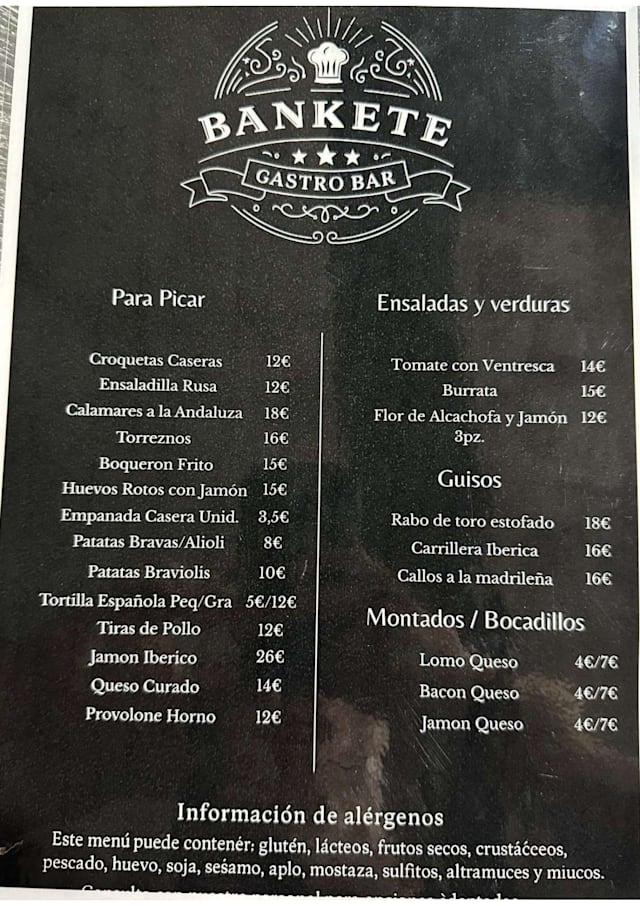 BANKETE
GASTRO BAR
Para Picar
Croquetas Caseras 12€
Ensaladilla Rusa 12€
Calamares a la Andaluza 18€
Torreznos 16€
Boqueron Frito 15€
Huevos Rotos con Jamón 15€
Empanada Casera Unid. 3,5€
Patatas Bravas/Alioli 8€
Patatas Braviolis 10€
Tortilla Española Peq/Gra 5€/12€
Tiras de Pollo 12€
Jamon Iberico 26€
Queso Curado 14€
Provolone Horno 12€
Ensaladas y verduras
Tomate con Ventresca 14€
Burrata 15€
Flor de Alcachofa y Jamón 12€
3pz.
Guisos
Rabo de toro estofado 18€
Carrillera Iberica 16€
Callos a la madrileña 16€
Montados / Bocadillos
Lomo Queso 4€/7€
Bacon Queso 4€/7€
Jamon Queso 4€/7€
Información de alérgenos
Este menú puede contenér: glutén, lácteos, frutos secos, crustáćceos,
pescado, huevo, soja, seśamo, aplo, mostaza, sulfitos, altramuces y miucos.